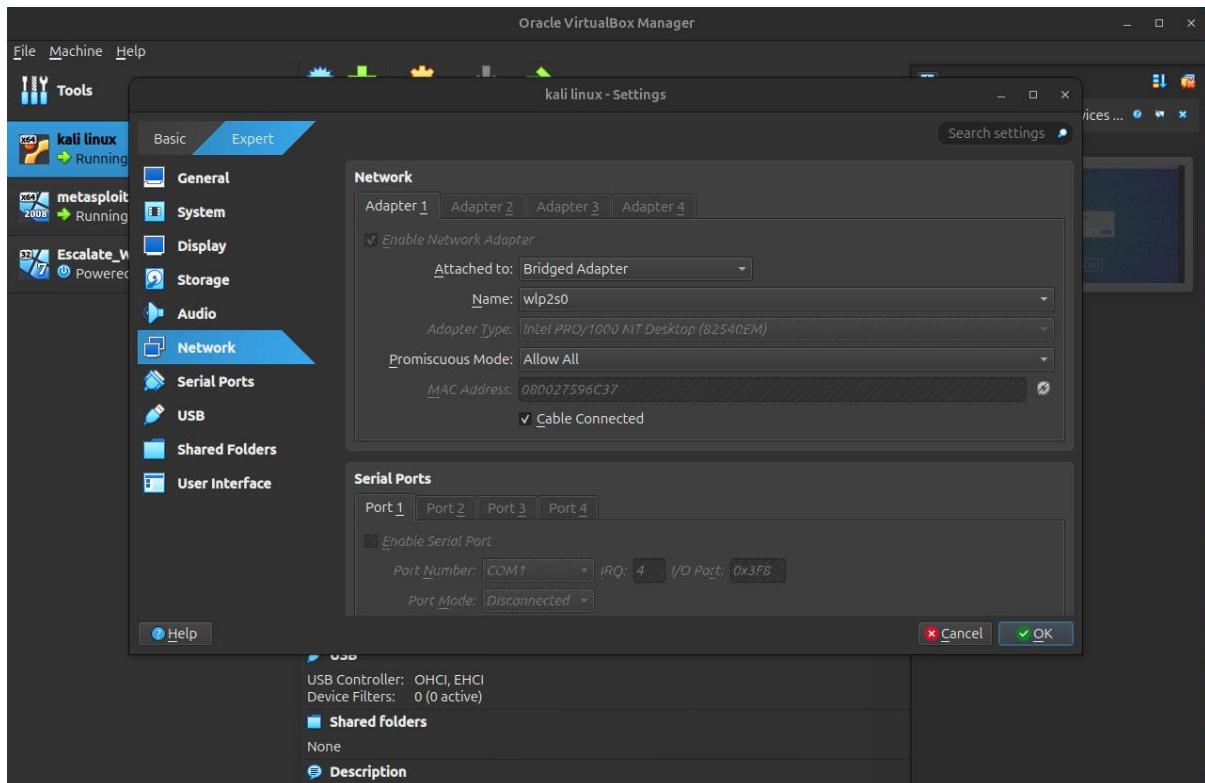 Oracle VirtualBox Manager
File Machine Help
Tools
kali linux - Settings
ices ...
Basic Expert
Search settings
X64
kali linux
Running
General
System
Display
Storage
Audio
Network
Serial Ports
USB
Shared Folders
User Interface
X64
2008
metasploit
Running
32
7
Escalate_W
Powered
Network
Adapter 1 Adapter 2 Adapter 3 Adapter 4
Enable Network Adapter
Attached to: Bridged Adapter
Name: wlp2s0
Adapter Type: Intel PRO/1000 MT Desktop (82540EM)
Promiscuous Mode: Allow All
MAC Address: 080027596C37
Cable Connected
Serial Ports
Port 1 Port 2 Port 3 Port 4
Enable Serial Port
Port Number: COM1 IRQ: 4 I/O Port: 0x3F8
Port Mode: Disconnected
Help Cancel OK
USB
USB Controller: OHCI, EHCI
Device Filters: 0 (0 active)
Shared folders
None
Description